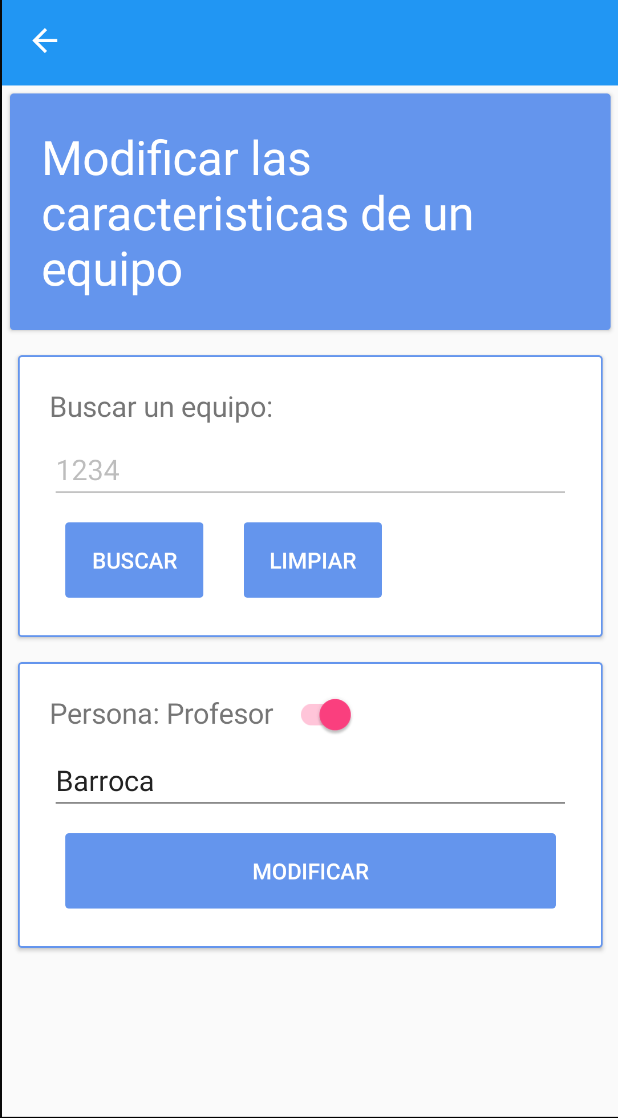 Modificar las
caracteristicas de un
equipo
Buscar un equipo:
1234
BUSCAR LIMPIAR
Persona: Profesor
Barroca
MODIFICAR